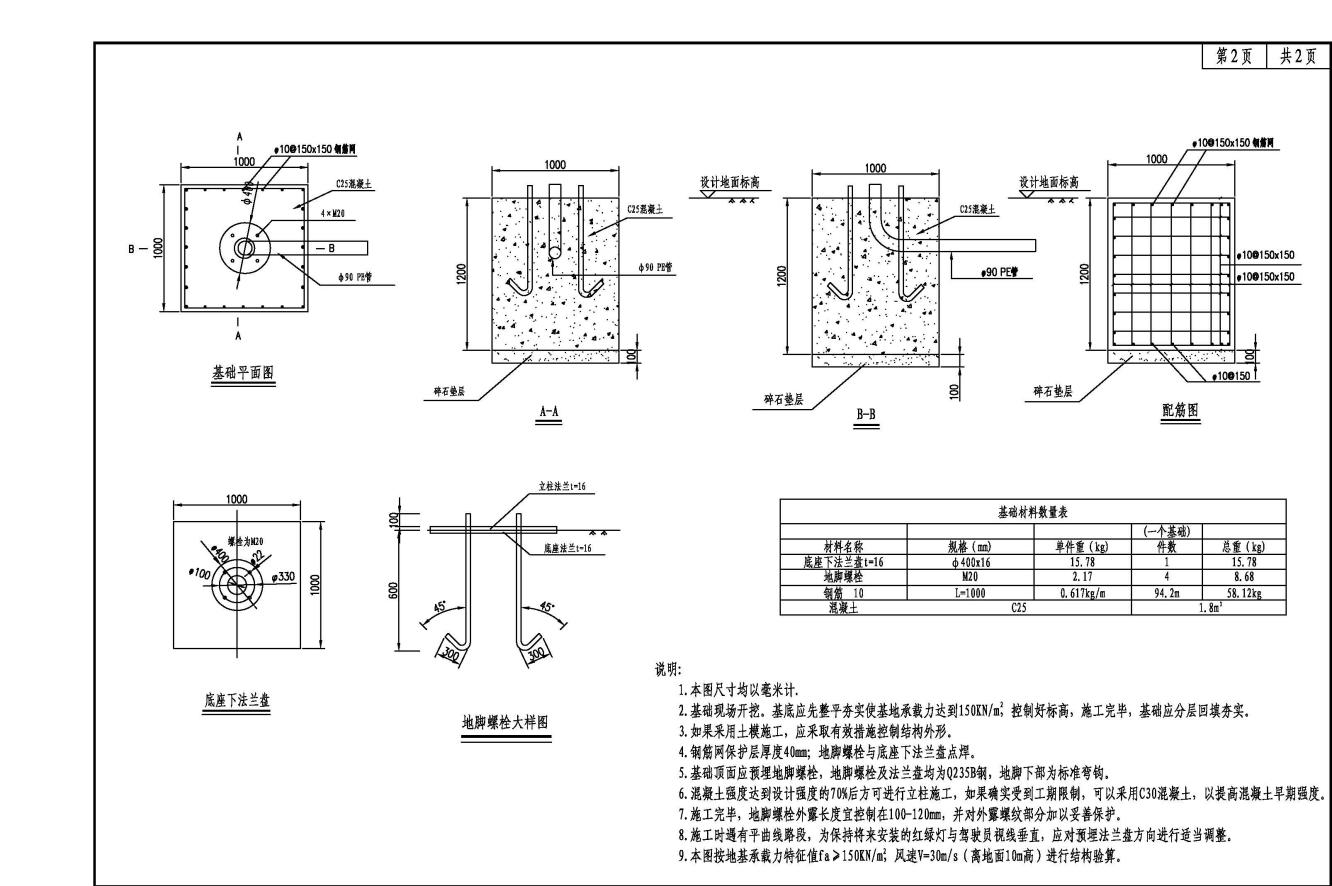 第2页 共2页
A
φ10@150x150 钢筋网
1000
C25混凝土
4×M20
B
B
1000
φ90 PE管
A
基础平面图
1000
C25混凝土
1200
φ90 PE管
100
碎石垫层
A-A
设计地面标高
1000
C25混凝土
1200
φ90 PE管
100
碎石垫层
B-B
设计地面标高
φ10@150x150 钢筋网
1000
1200
φ10@150x150
φ10@150x150
100
φ10@150
碎石垫层
配筋图
1000
螺栓为M20
φ400
φ22
φ100
φ330
1000
底座下法兰盘
立柱法兰t=16
100
底座法兰t=16
600
45°
45°
300
300
地脚螺栓大样图
基础材料数量表
(一个基础)
材料名称 规格(mm) 单件重(kg) 件数 总重(kg)
底座下法兰盘t=16 φ400x16 15.78 1 15.78
地脚螺栓 M20 2.17 4 8.68
钢筋 10 L=1000 0.617kg/m 94.2m 58.12kg
混凝土 C25 1.8m³
说明:
1.本图尺寸均以毫米计.
2.基础现场开挖。基底应先整平夯实使基地承载力达到150KN/m²;控制好标高,施工完毕,基础应分层回填夯实。
3.如果采用土模施工,应采取有效措施控制结构外形。
4.钢筋网保护层厚度40mm;地脚螺栓与底座下法兰盘点焊。
5.基础顶面应预埋地脚螺栓,地脚螺栓及法兰盘均为Q235B钢,地脚下部为标准弯钩。
6.混凝土强度达到设计强度的70%后方可进行立柱施工,如果确实受到工期限制,可以采用C30混凝土,以提高混凝土早期强度。
7.施工完毕,地脚螺栓外露长度宜控制在100-120mm,并对外露螺纹部分加以妥善保护。
8.施工时遇有平曲线路段,为保持将来安装的红绿灯与驾驶员视线垂直,应对预埋法兰盘方向进行适当调整。
9.本图按地基承载力特征值fa≥150KN/m²;风速V=30m/s(离地面10m高)进行结构验算。